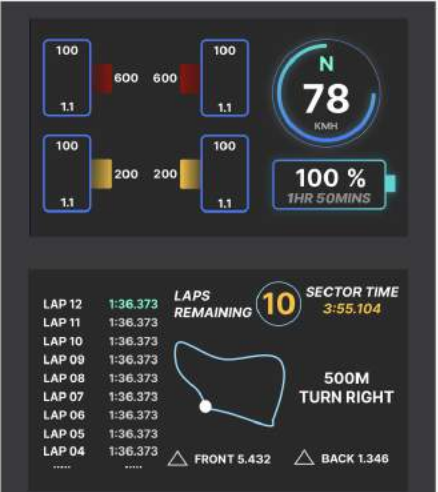 100
600
1.1
100
600
1.1
N
78
KMH
100
200
1.1
100
200
1.1
100 %
1HR 50MINS
LAP 12 1:36.373
LAP 11 1:36.373
LAP 10 1:36.373
LAP 09 1:36.373
LAP 08 1:36.373
LAP 07 1:36.373
LAP 06 1:36.373
LAP 05 1:36.373
LAP 04 1:36.373
..... .....
LAPS
REMAINING
10
SECTOR TIME
3:55.104
500M
TURN RIGHT
FRONT 5.432
BACK 1.346